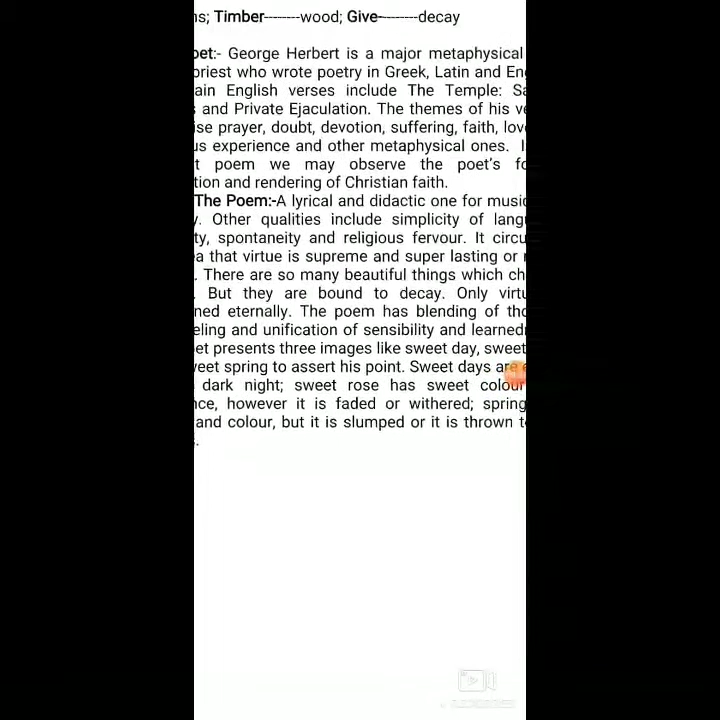 ns; Timber--------wood; Give---------decay
oet:- George Herbert is a major metaphysical
priest who wrote poetry in Greek, Latin and En
ain English verses include The Temple: Sa
and Private Ejaculation. The themes of his ve
ise prayer, doubt, devotion, suffering, faith, lov
us experience and other metaphysical ones. I
t poem we may observe the poet's fo
tion and rendering of Christian faith.
The Poem:-A lyrical and didactic one for music
y. Other qualities include simplicity of lang
ty, spontaneity and religious fervour. It circu
ea that virtue is supreme and super lasting or
. There are so many beautiful things which ch
. But they are bound to decay. Only virtu
ned eternally. The poem has blending of tho
eling and unification of sensibility and learned
et presents three images like sweet day, sweet
weet spring to assert his point. Sweet days are
dark night; sweet rose has sweet colour
nce, however it is faded or withered; spring
and colour, but it is slumped or it is thrown t
s.